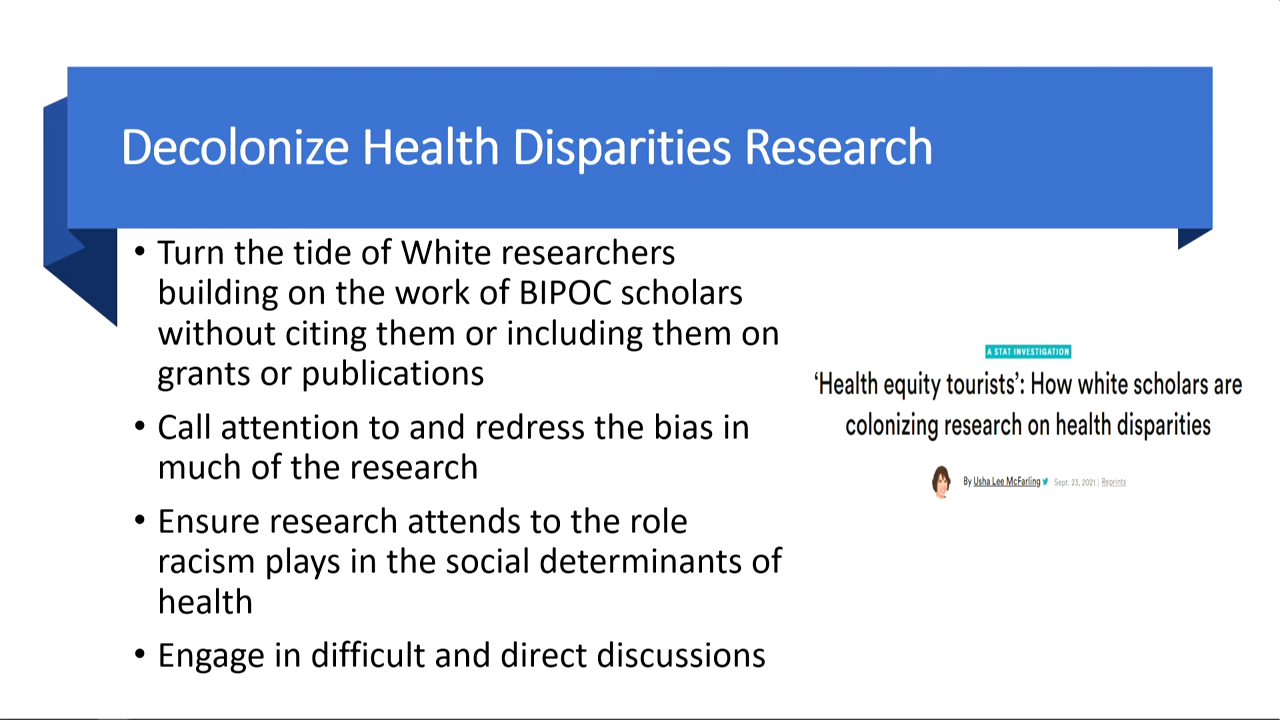 Decolonize Health Disparities Research
• Turn the tide of White researchers
building on the work of BIPOC scholars
without citing them or including them on
grants or publications
• Call attention to and redress the bias in
much of the research
• Ensure research attends to the role
racism plays in the social determinants of
health
• Engage in difficult and direct discussions
A STAT INVESTIGATION
‘Health equity tourists’: How white scholars are
colonizing research on health disparities
By Usha Lee McFarling Sept. 23, 2021 | Reprints